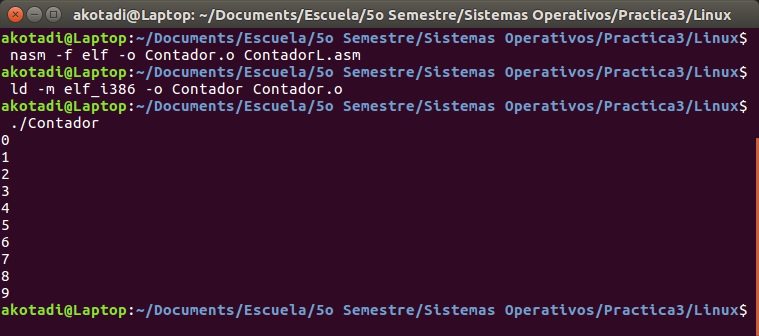 akotadi@Laptop: ~/Documents/Escuela/5o Semestre/Sistemas Operativos/Practica3/Linux
akotadi@Laptop:~/Documents/Escuela/5o Semestre/Sistemas Operativos/Practica3/Linux$
nasm -f elf -o Contador.o ContadorL.asm
akotadi@Laptop:~/Documents/Escuela/5o Semestre/Sistemas Operativos/Practica3/Linux$
ld -m elf_i386 -o Contador Contador.o
akotadi@Laptop:~/Documents/Escuela/5o Semestre/Sistemas Operativos/Practica3/Linux$
./Contador
0
1
2
3
4
5
6
7
8
9
akotadi@Laptop:~/Documents/Escuela/5o Semestre/Sistemas Operativos/Practica3/Linux$